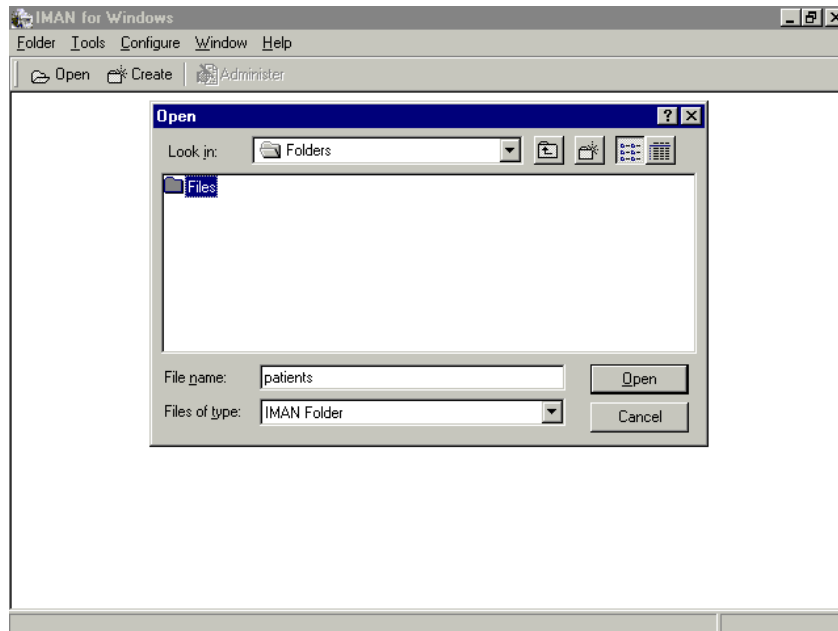 IMAN for Windows
Folder Tools Configure Window Help
Open Create Administer
Open
Look in: Folders
Files
File name: patients Open
Files of type: IMAN Folder Cancel